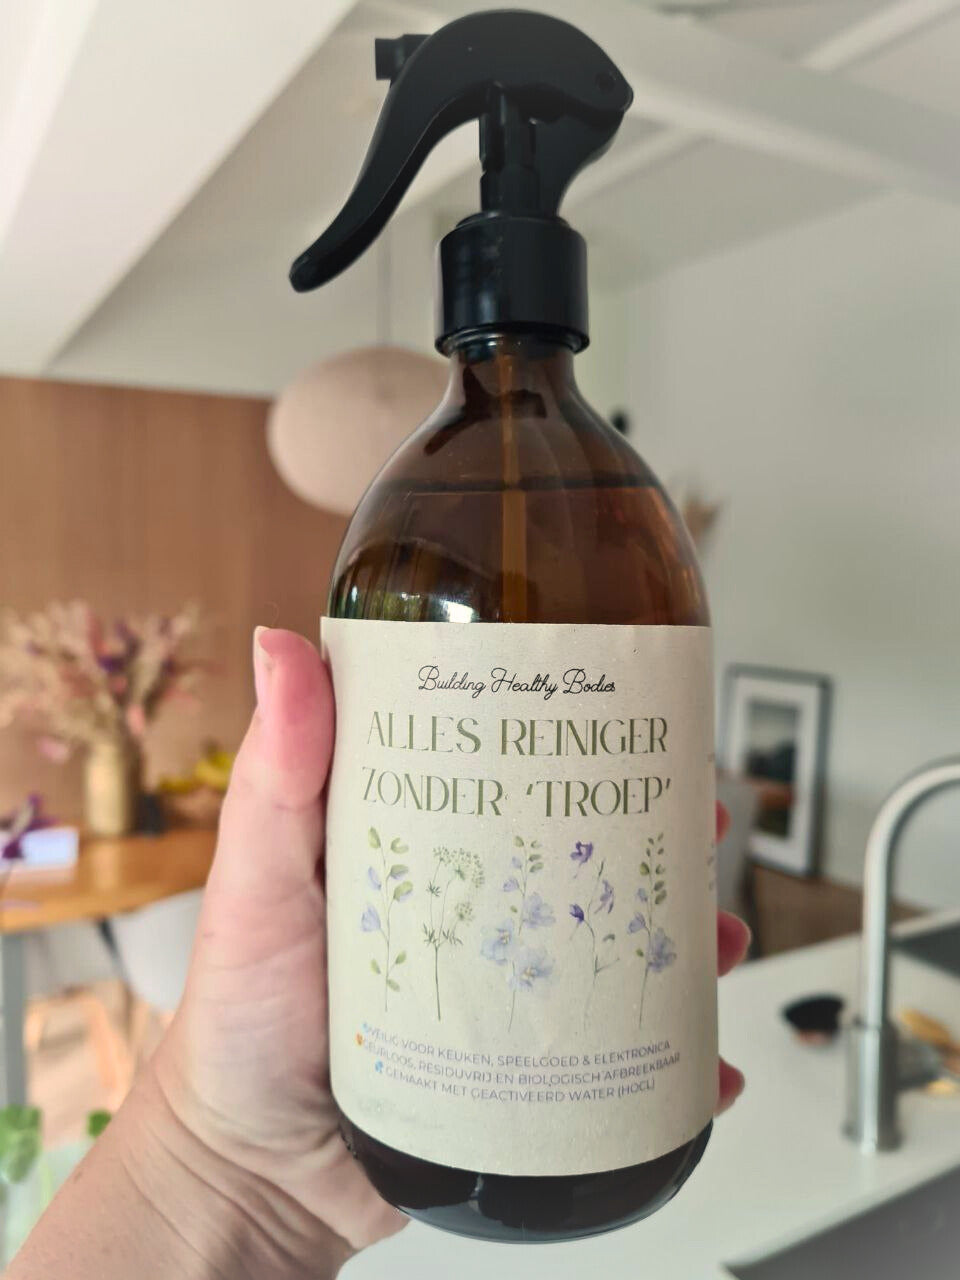 Building Healthy Bodies
ALLES REINIGER
ZONDER 'TROEP'
VEILIG VOOR KEUKEN, SPEELGOED & ELEKTRONICA
GEURLOOS, RESIDUVRIJ EN BIOLOGISCH AFBREEKBAAR
GEMAAKT MET GEACTIVEERD WATER (HOCL)